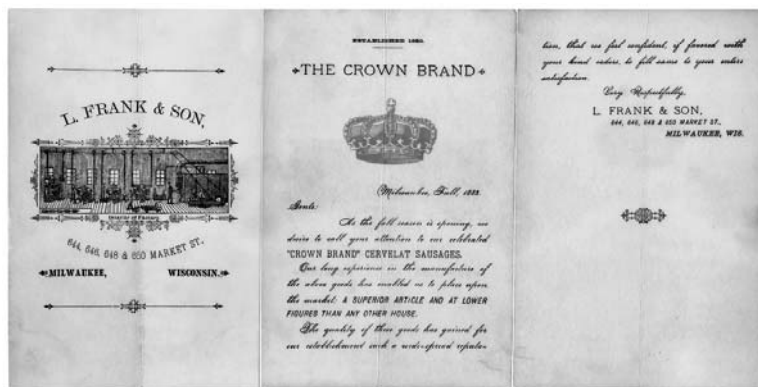 L. FRANK & SON,
Interior of Factory
644, 646, 648 & 650 MARKET ST.,
MILWAUKEE, WISCONSIN.
ESTABLISHED
THE CROWN BRAND
Milwaukee, Fall,
Gents:
As the fall season is opening, we
desire to call your attention to our celebrated
"CROWN BRAND" CERVELAT SAUSAGES.
Our long experience in the manufacture of
the above goods has enabled us to place upon
the market: A SUPERIOR ARTICLE AND AT LOWER
FIGURES THAN ANY OTHER HOUSE.
The quality of these goods has gained for
our establishment such a wide-spread reputa-
tion, that we feel confident, if favored with
your kind orders, to fill same to your entire
satisfaction.
Very Respectfully,
L. FRANK & SON,
644, 646, 648 & 650 MARKET ST.,
MILWAUKEE, WIS.